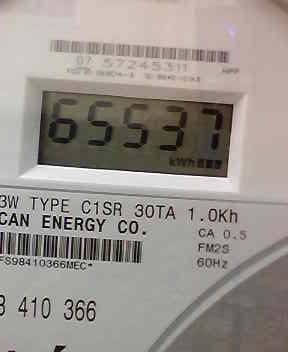 07 57245311
65537
kWh
3W TYPE C1SR 30TA 1.0Kh
CAN ENERGY CO.
CA 0.5
FM2S
60Hz
FS98410366MEC*
8 410 366